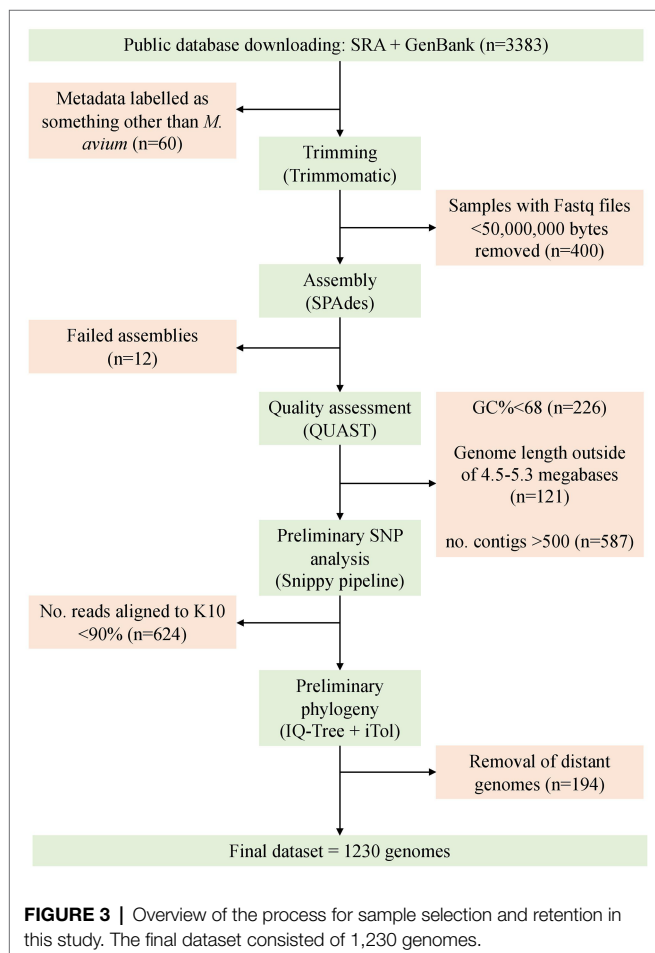 Public database downloading: SRA + GenBank (n=3383)
Metadata labelled as
something other than M.
avium (n=60)
Trimming
(Trimmomatic)
Samples with Fastq files
<50,000,000 bytes
removed (n=400)
Assembly
(SPAdes)
Failed assemblies
(n=12)
Quality assessment
(QUAST)
GC%<68 (n=226)
Genome length outside
of 4.5-5.3 megabases
(n=121)
no. contigs >500 (n=587)
Preliminary SNP
analysis
(Snippy pipeline)
No. reads aligned to K10
<90% (n=624)
Preliminary
phylogeny
(IQ-Tree + iTol)
Removal of distant
genomes (n=194)
Final dataset = 1230 genomes
FIGURE 3 | Overview of the process for sample selection and retention in
this study. The final dataset consisted of 1,230 genomes.